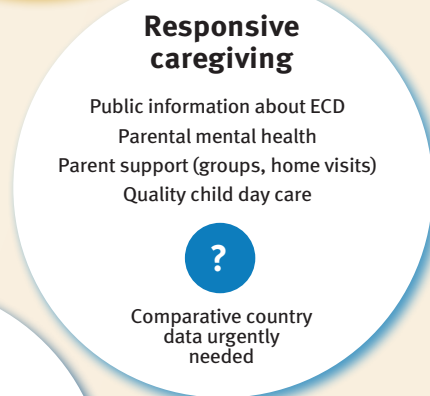 Responsive
caregiving
Public information about ECD
Parental mental health
Parent support (groups, home visits)
Quality child day care
?
Comparative country
data urgently
needed